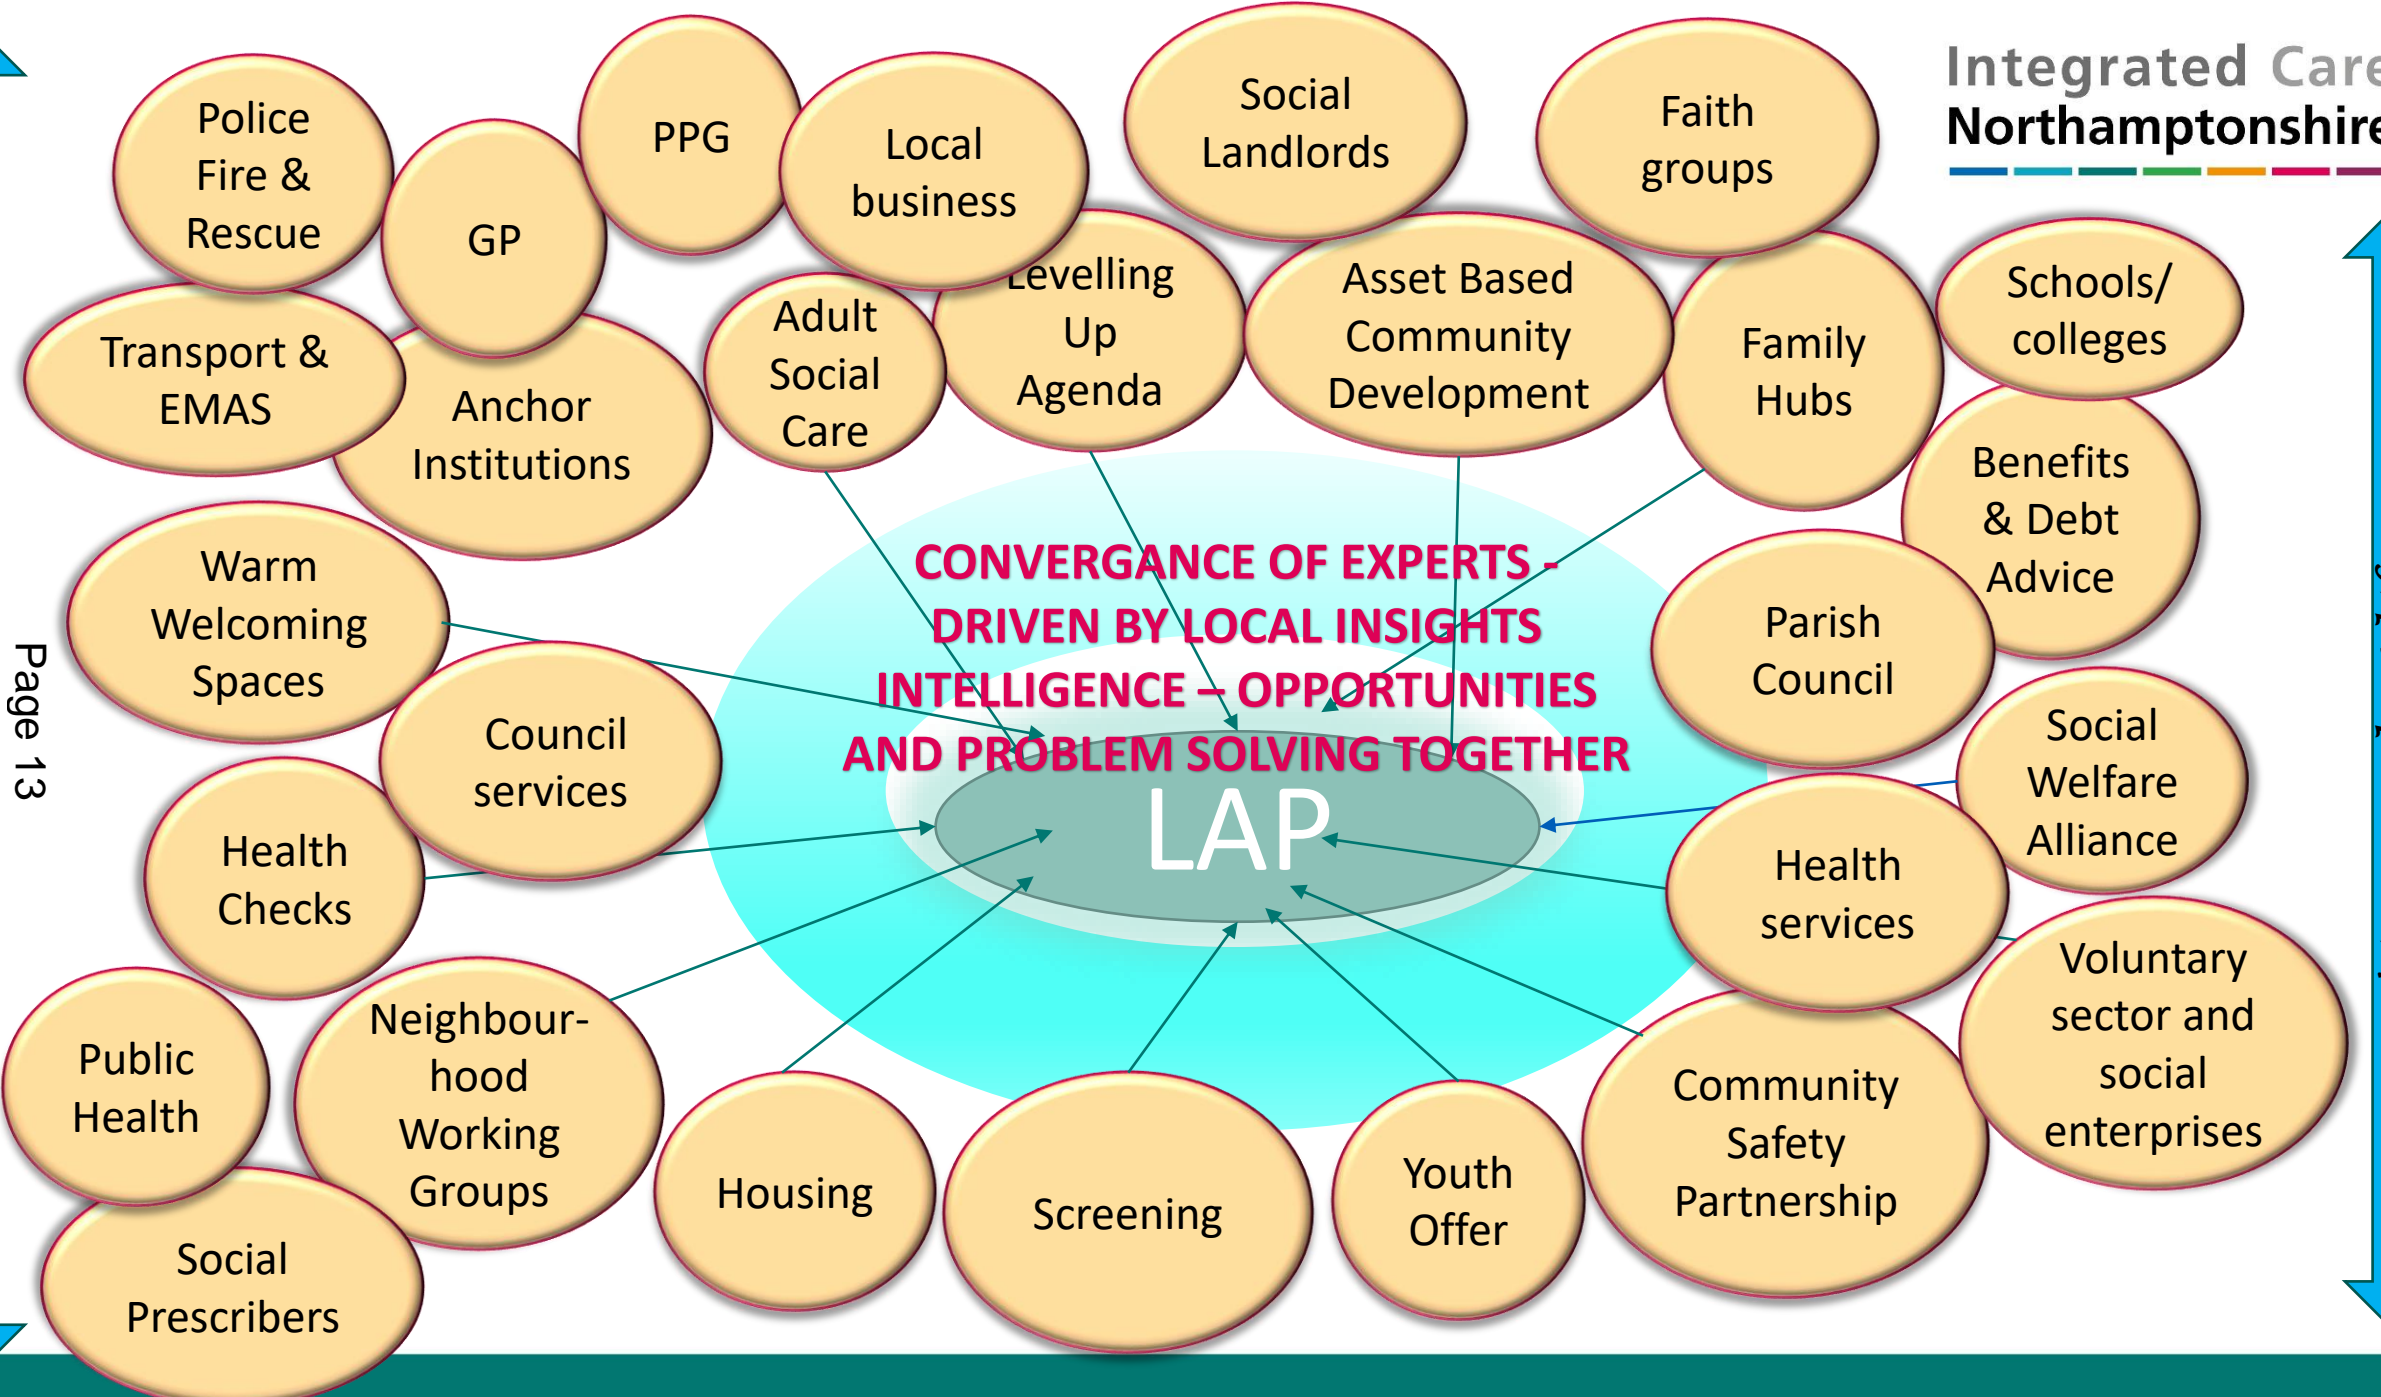 Integrated Care
Northamptonshire
Police
Fire &
Rescue
GP
PPG
Local
business
Social
Landlords
Faith
groups
Transport &
EMAS
Anchor
Institutions
Adult
Social
Care
Levelling
Up
Agenda
Asset Based
Community
Development
Family
Hubs
Schools/
colleges
Benefits
& Debt
Advice
Warm
Welcoming
Spaces
Council
services
CONVERGANCE OF EXPERTS -
DRIVEN BY LOCAL INSIGHTS
INTELLIGENCE – OPPORTUNITIES
AND PROBLEM SOLVING TOGETHER
LAP
Parish
Council
Social
Welfare
Alliance
Health
Checks
Health
services
Voluntary
sector and
social
enterprises
Public
Health
Neighbour-
hood
Working
Groups
Social
Prescribers
Housing
Screening
Youth
Offer
Community
Safety
Partnership
Page 13